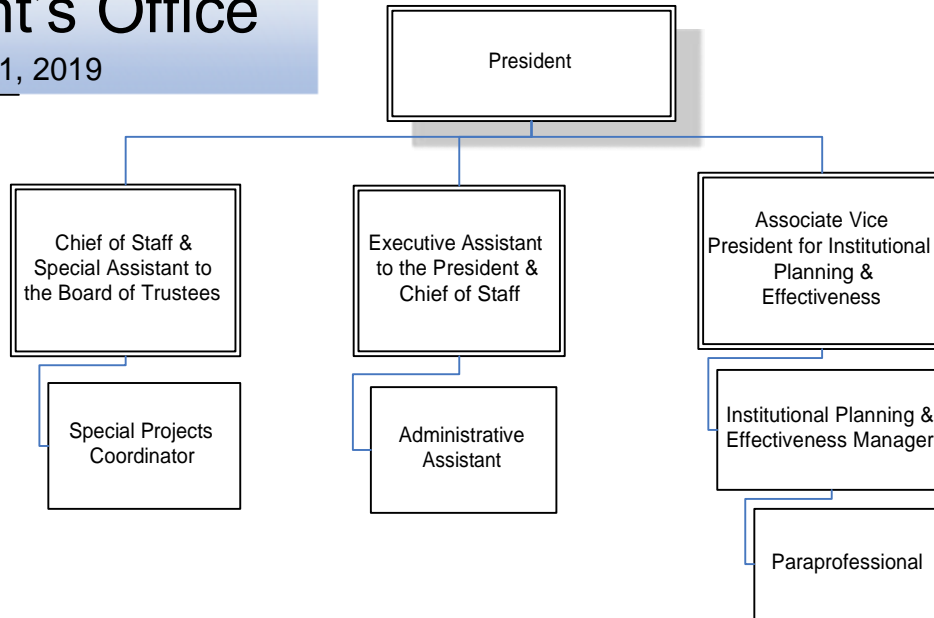 nt's Office
1, 2019
President
Chief of Staff &
Special Assistant to
the Board of Trustees
Executive Assistant
to the President &
Chief of Staff
Associate Vice
President for Institutional
Planning &
Effectiveness
Special Projects
Coordinator
Administrative
Assistant
Institutional Planning &
Effectiveness Manager
Paraprofessional